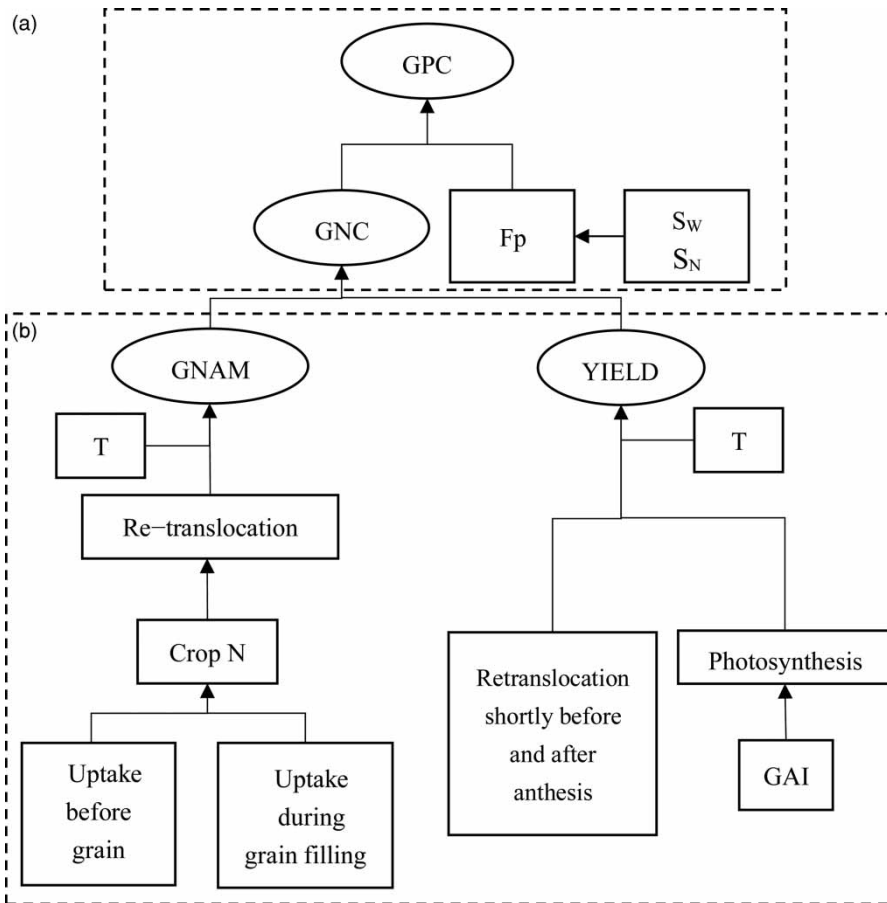 (a)
GPC
GNC
Fp
SW
SN
(b)
GNAM
YIELD
T
T
Re−translocation
Crop N
Photosynthesis
Retranslocation
shortly before
and after
anthesis
Uptake
before
grain
Uptake
during
grain filling
GAI